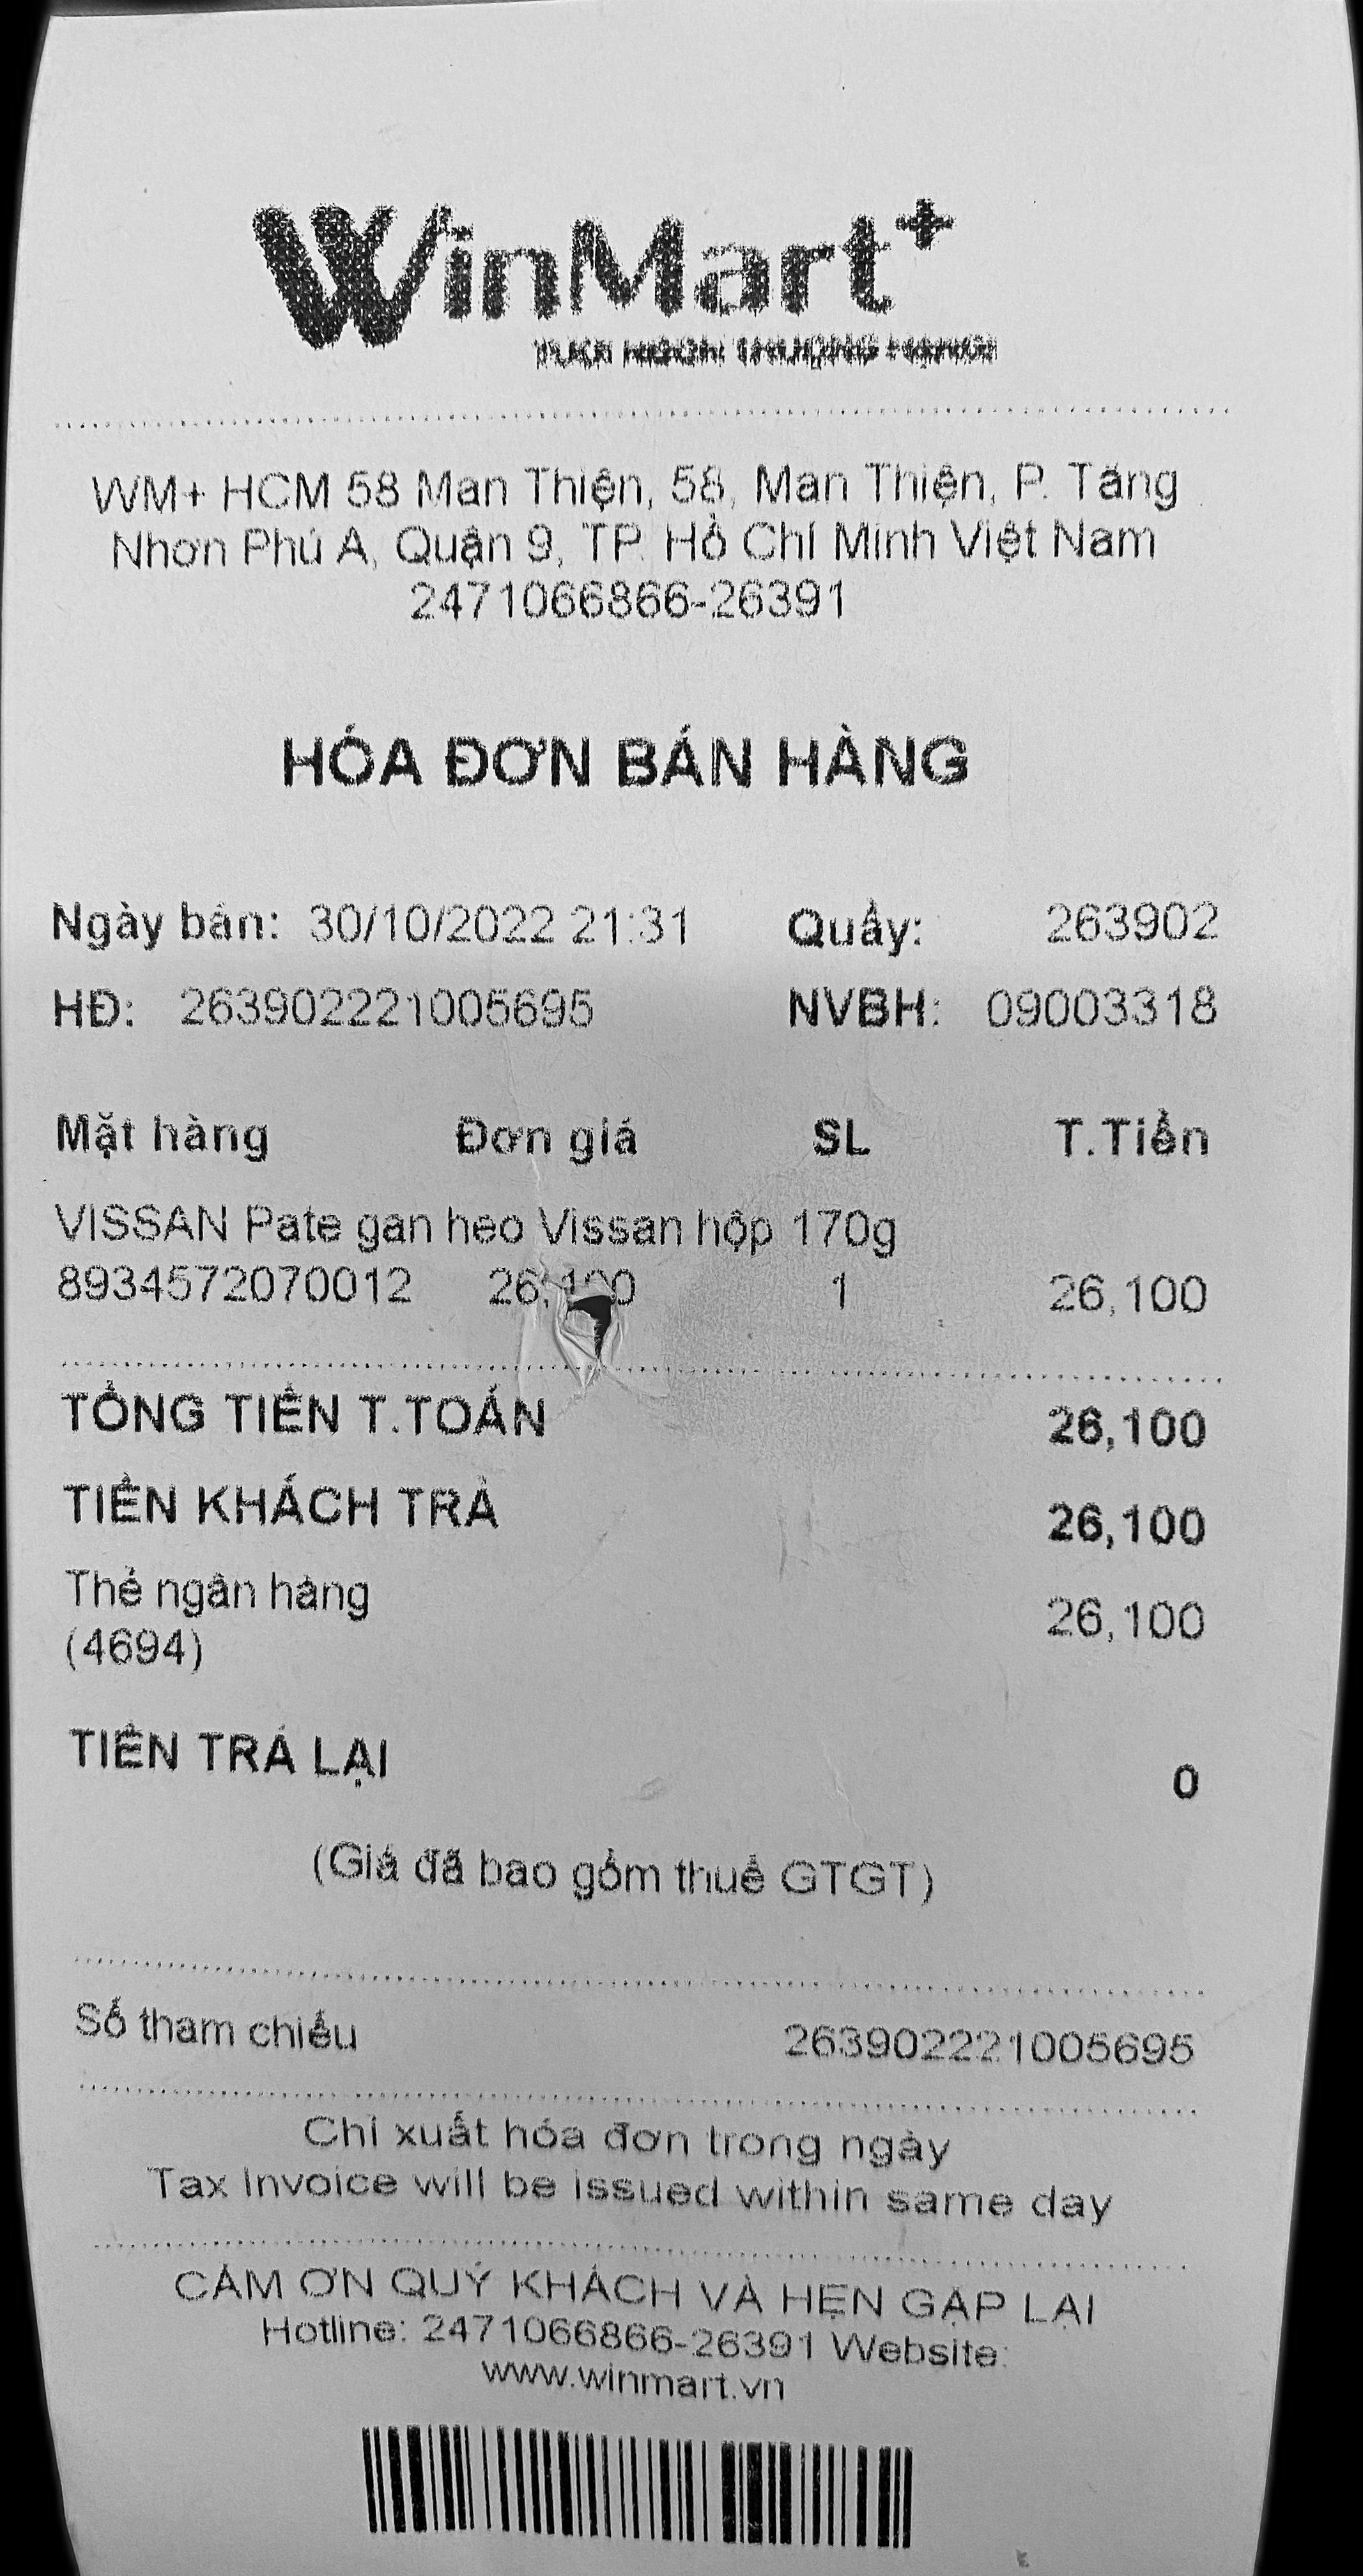 WinMart+
TƯƠI NGON THƯỢNG HẠNG!
WM+ HCM 58 Man Thiện, 58, Man Thiện, P. Tăng
Nhơn Phú A, Quận 9, TP. Hồ Chí Minh Việt Nam
2471066866-26391
HÓA ĐƠN BÁN HÀNG
Ngày bán: 30/10/2022 21:31 Quầy: 263902
HĐ: 263902221005695 NVBH: 09003318
Mặt hàng Đơn giá SL T.Tiền
VISSAN Pate gan heo Vissan hộp 170g
8934572070012 26,100 1 26,100
TỔNG TIỀN T.TOÁN 26,100
TIỀN KHÁCH TRẢ 26,100
Thẻ ngân hàng 26,100
(4694)
TIỀN TRẢ LẠI 0
(Giá đã bao gồm thuế GTGT)
Số tham chiếu 263902221005695
Chỉ xuất hóa đơn trong ngày
Tax Invoice will be issued within same day
CẢM ƠN QUÝ KHÁCH VÀ HẸN GẶP LẠI
Hotline: 2471066866-26391 Website:
www.winmart.vn